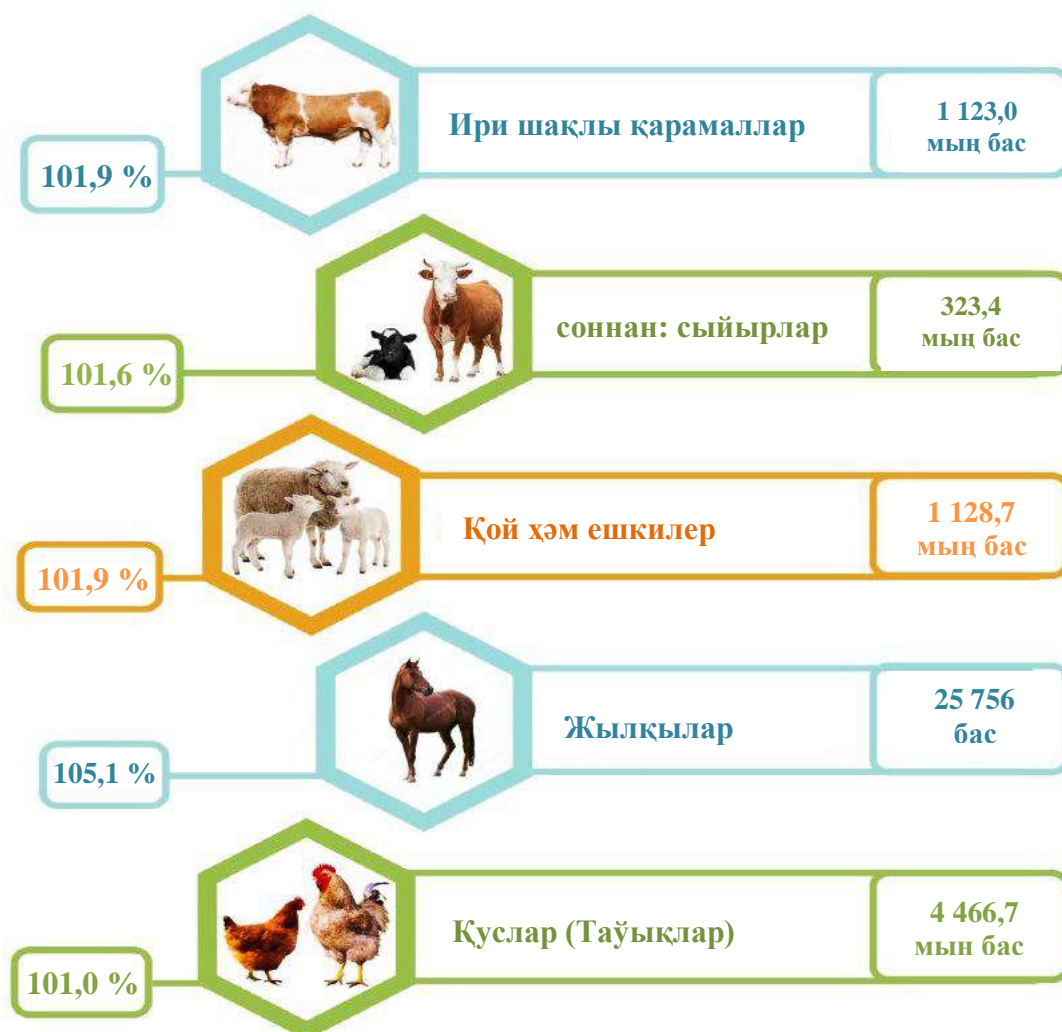 Ири шақлы қарамаллар
1 123,0
мың бас
101,9 %
соннан: сыйырлар
323,4
мың бас
101,6 %
Қой ҳәм ешкилер
1 128,7
мың бас
101,9 %
Жылқылар
25 756
бас
105,1 %
Қуслар (Таўықлар)
4 466,7
мын бас
101,0 %